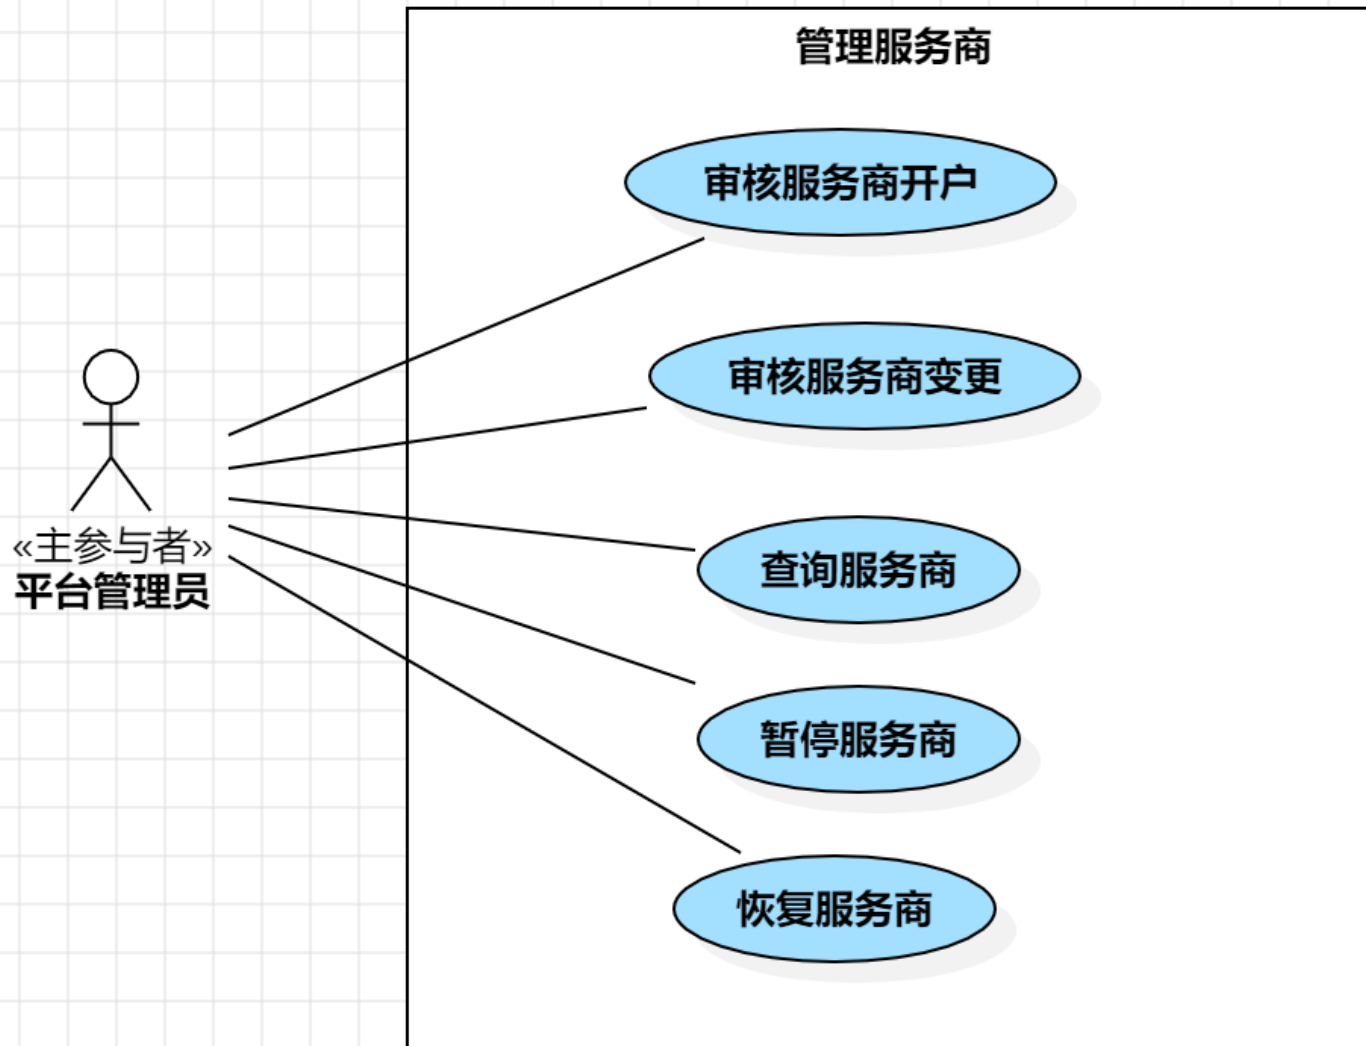 管理服务商
审核服务商开户
审核服务商变更
«主参与者»
平台管理员
查询服务商
暂停服务商
恢复服务商